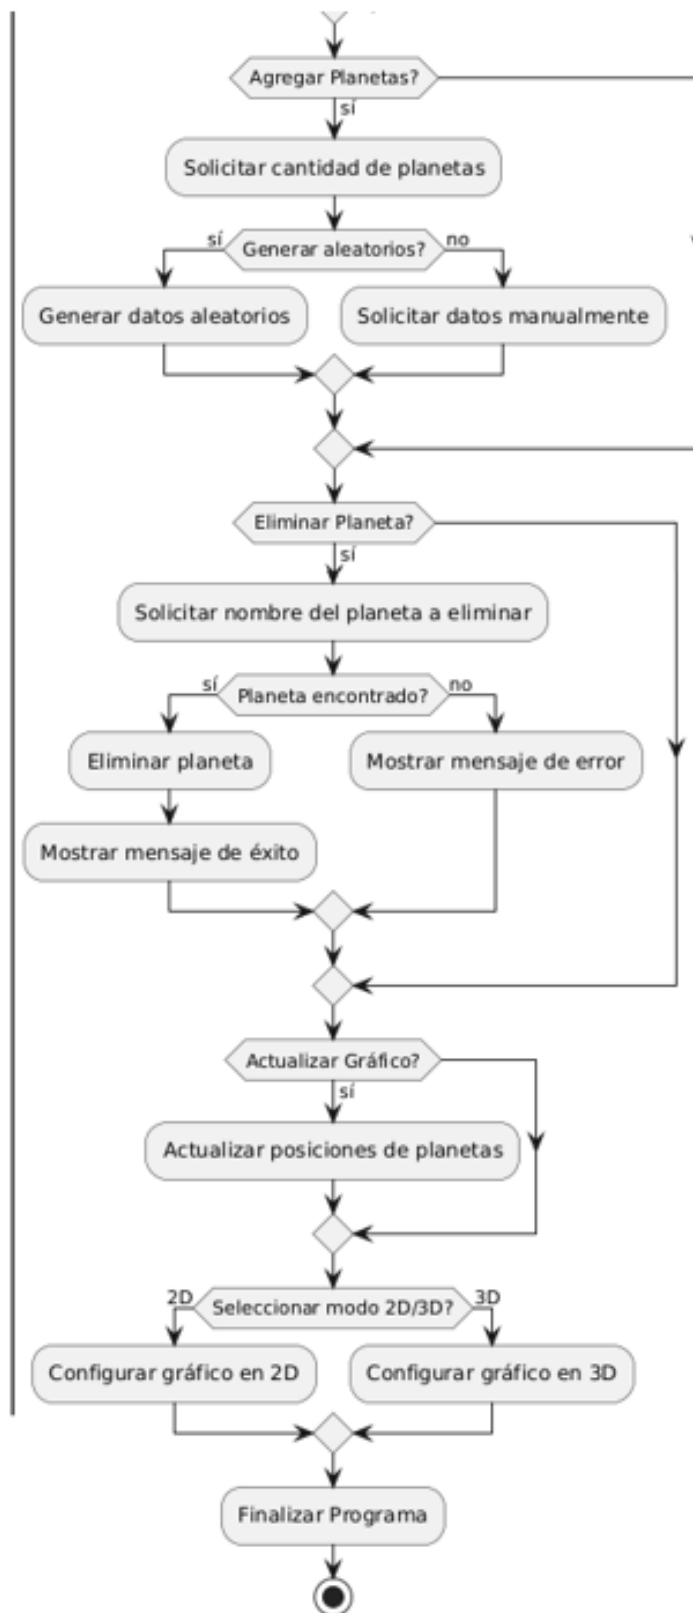 Agregar Planetas?
sí
Solicitar cantidad de planetas
sí
Generar aleatorios?
no
Generar datos aleatorios
Solicitar datos manualmente
Eliminar Planeta?
sí
Solicitar nombre del planeta a eliminar
sí
Planeta encontrado?
no
Eliminar planeta
Mostrar mensaje de error
Mostrar mensaje de éxito
Actualizar Gráfico?
sí
Actualizar posiciones de planetas
2D
Seleccionar modo 2D/3D?
3D
Configurar gráfico en 2D
Configurar gráfico en 3D
Finalizar Programa